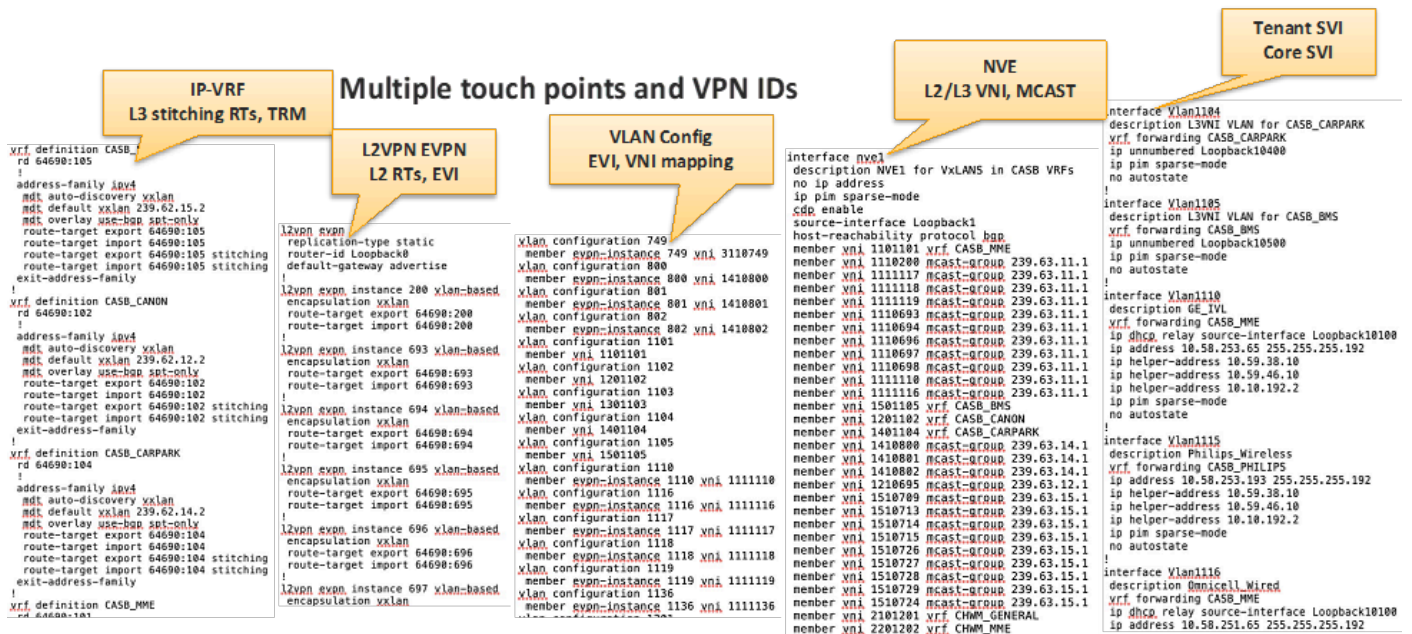 Multiple touch points and VPN IDs
IP-VRF
L3 stitching RTs, TRM
L2VPN EVPN
L2 RTs, EVI
VLAN Config
EVI, VNI mapping
NVE
L2/L3 VNI, MCAST
Tenant SVI
Core SVI
vrf definition CASB_
rd 64690:105
!
address-family ipv4
mdt auto-discovery vxlan
mdt default vxlan 239.62.15.2
mdt overlay use-bgp spt-only
route-target export 64690:105
route-target import 64690:105
route-target export 64690:105 stitching
route-target import 64690:105 stitching
exit-address-family
!
vrf definition CASB_CANON
rd 64690:102
!
address-family ipv4
mdt auto-discovery vxlan
mdt default vxlan 239.62.12.2
mdt overlay use-bgp spt-only
route-target export 64690:102
route-target import 64690:102
route-target export 64690:102 stitching
route-target import 64690:102 stitching
exit-address-family
!
vrf definition CASB_CARPARK
rd 64690:104
!
address-family ipv4
mdt auto-discovery vxlan
mdt default vxlan 239.62.14.2
mdt overlay use-bgp spt-only
route-target export 64690:104
route-target import 64690:104
route-target export 64690:104 stitching
route-target import 64690:104 stitching
exit-address-family
!
vrf definition CASB_MME
rd 64690:101
l2vpn evpn
replication-type static
router-id Loopback0
default-gateway advertise
!
l2vpn evpn instance 200 vlan-based
encapsulation vxlan
route-target export 64690:200
route-target import 64690:200
!
l2vpn evpn instance 693 vlan-based
encapsulation vxlan
route-target export 64690:693
route-target import 64690:693
!
l2vpn evpn instance 694 vlan-based
encapsulation vxlan
route-target export 64690:694
route-target import 64690:694
!
l2vpn evpn instance 695 vlan-based
encapsulation vxlan
route-target export 64690:695
route-target import 64690:695
!
l2vpn evpn instance 696 vlan-based
encapsulation vxlan
route-target export 64690:696
route-target import 64690:696
!
l2vpn evpn instance 697 vlan-based
encapsulation vxlan
vlan configuration 749
member evpn-instance 749 vni 3110749
vlan configuration 800
member evpn-instance 800 vni 1410800
vlan configuration 801
member evpn-instance 801 vni 1410801
vlan configuration 802
member evpn-instance 802 vni 1410802
vlan configuration 1101
member vni 1101101
vlan configuration 1102
member vni 1201102
vlan configuration 1103
member vni 1301103
vlan configuration 1104
member vni 1401104
vlan configuration 1105
member vni 1501105
vlan configuration 1110
member evpn-instance 1110 vni 1111110
vlan configuration 1116
member evpn-instance 1116 vni 1111116
vlan configuration 1117
member evpn-instance 1117 vni 1111117
vlan configuration 1118
member evpn-instance 1118 vni 1111118
vlan configuration 1119
member evpn-instance 1119 vni 1111119
vlan configuration 1136
member evpn-instance 1136 vni 1111136
interface nve1
description NVE1 for VxLANS in CASB VRFs
no ip address
ip pim sparse-mode
cdp enable
source-interface Loopback1
host-reachability protocol bgp
member vni 1101101 vrf CASB_MME
member vni 1110200 mcast-group 239.63.11.1
member vni 1111117 mcast-group 239.63.11.1
member vni 1111118 mcast-group 239.63.11.1
member vni 1111119 mcast-group 239.63.11.1
member vni 1110693 mcast-group 239.63.11.1
member vni 1110694 mcast-group 239.63.11.1
member vni 1110696 mcast-group 239.63.11.1
member vni 1110697 mcast-group 239.63.11.1
member vni 1110698 mcast-group 239.63.11.1
member vni 1111110 mcast-group 239.63.11.1
member vni 1111116 mcast-group 239.63.11.1
member vni 1501105 vrf CASB_BMS
member vni 1201102 vrf CASB_CANON
member vni 1401104 vrf CASB_CARPARK
member vni 1410800 mcast-group 239.63.14.1
member vni 1410801 mcast-group 239.63.14.1
member vni 1410802 mcast-group 239.63.14.1
member vni 1210695 mcast-group 239.63.12.1
member vni 1510709 mcast-group 239.63.15.1
member vni 1510713 mcast-group 239.63.15.1
member vni 1510714 mcast-group 239.63.15.1
member vni 1510715 mcast-group 239.63.15.1
member vni 1510726 mcast-group 239.63.15.1
member vni 1510727 mcast-group 239.63.15.1
member vni 1510728 mcast-group 239.63.15.1
member vni 1510729 mcast-group 239.63.15.1
member vni 1510724 mcast-group 239.63.15.1
member vni 2101201 vrf CHWM_GENERAL
member vni 2201202 vrf CHWM_MME
interface Vlan1104
description L3VNI VLAN for CASB_CARPARK
vrf forwarding CASB_CARPARK
ip unnumbered Loopback10400
ip pim sparse-mode
no autostate
!
interface Vlan1105
description L3VNI VLAN for CASB_BMS
vrf forwarding CASB_BMS
ip unnumbered Loopback10500
ip pim sparse-mode
no autostate
!
interface Vlan1110
description GE_IVL
vrf forwarding CASB_MME
ip dhcp relay source-interface Loopback10100
ip address 10.58.253.65 255.255.255.192
ip helper-address 10.59.38.10
ip helper-address 10.59.46.10
ip helper-address 10.10.192.2
ip pim sparse-mode
no autostate
!
interface Vlan1115
description Philips_Wireless
vrf forwarding CASB_PHILIPS
ip address 10.58.253.193 255.255.255.192
ip helper-address 10.59.38.10
ip helper-address 10.59.46.10
ip helper-address 10.10.192.2
ip pim sparse-mode
no autostate
!
interface Vlan1116
description Omnicell_Wired
vrf forwarding CASB_MME
ip dhcp relay source-interface Loopback10100
ip address 10.58.251.65 255.255.255.192